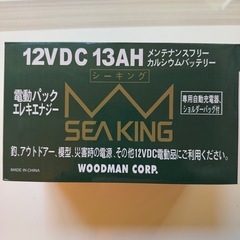 12VDC 13AH メンテナンスフリー
カルシウムバッテリー
シーキング
電動パック
エレキエナジー
専用自動充電器、
ショルダーバッグ付
SEA KING
釣、アウトドアー、模型、災害時の電源、その他12VDC電動品にご利用ください。
MADE IN CHINA
WOODMAN CORP.